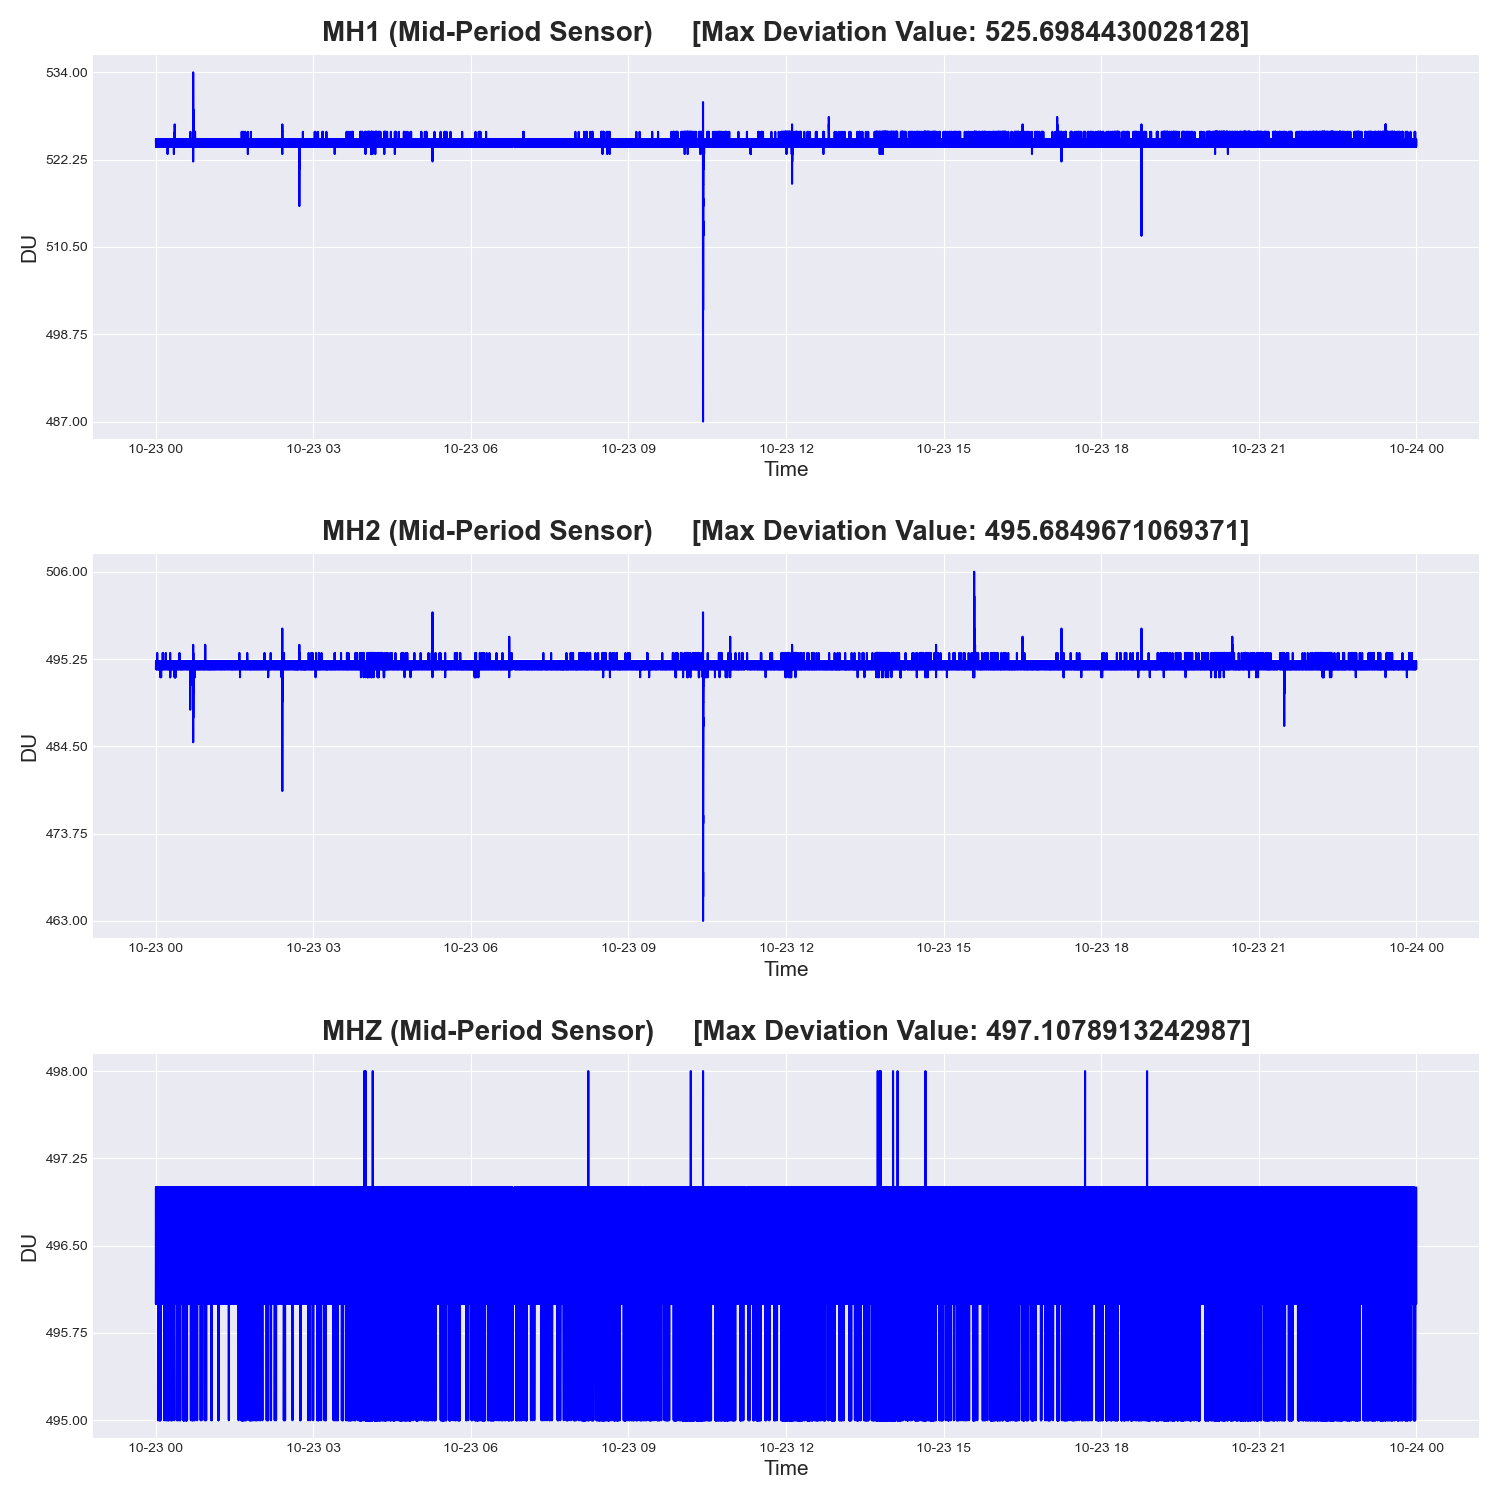 MH1 (Mid-Period Sensor) [Max Deviation Value: 525.6984430028128]
534.00
522.25
510.50
498.75
487.00
DU
10-23 00 10-23 03 10-23 06 10-23 09 10-23 12 10-23 15 10-23 18 10-23 21 10-24 00
Time
MH2 (Mid-Period Sensor) [Max Deviation Value: 495.6849671069371]
506.00
495.25
484.50
473.75
463.00
DU
10-23 00 10-23 03 10-23 06 10-23 09 10-23 12 10-23 15 10-23 18 10-23 21 10-24 00
Time
MHZ (Mid-Period Sensor) [Max Deviation Value: 497.1078913242987]
498.00
497.25
496.50
495.75
495.00
DU
10-23 00 10-23 03 10-23 06 10-23 09 10-23 12 10-23 15 10-23 18 10-23 21 10-24 00
Time